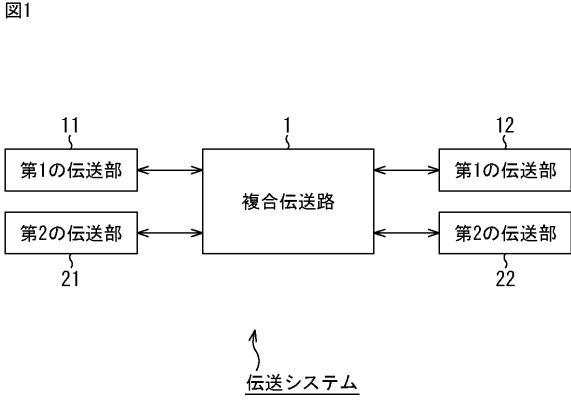 図1
11
1
12
第1の伝送部
複合伝送路
第1の伝送部
第2の伝送部
第2の伝送部
21
22
伝送システム